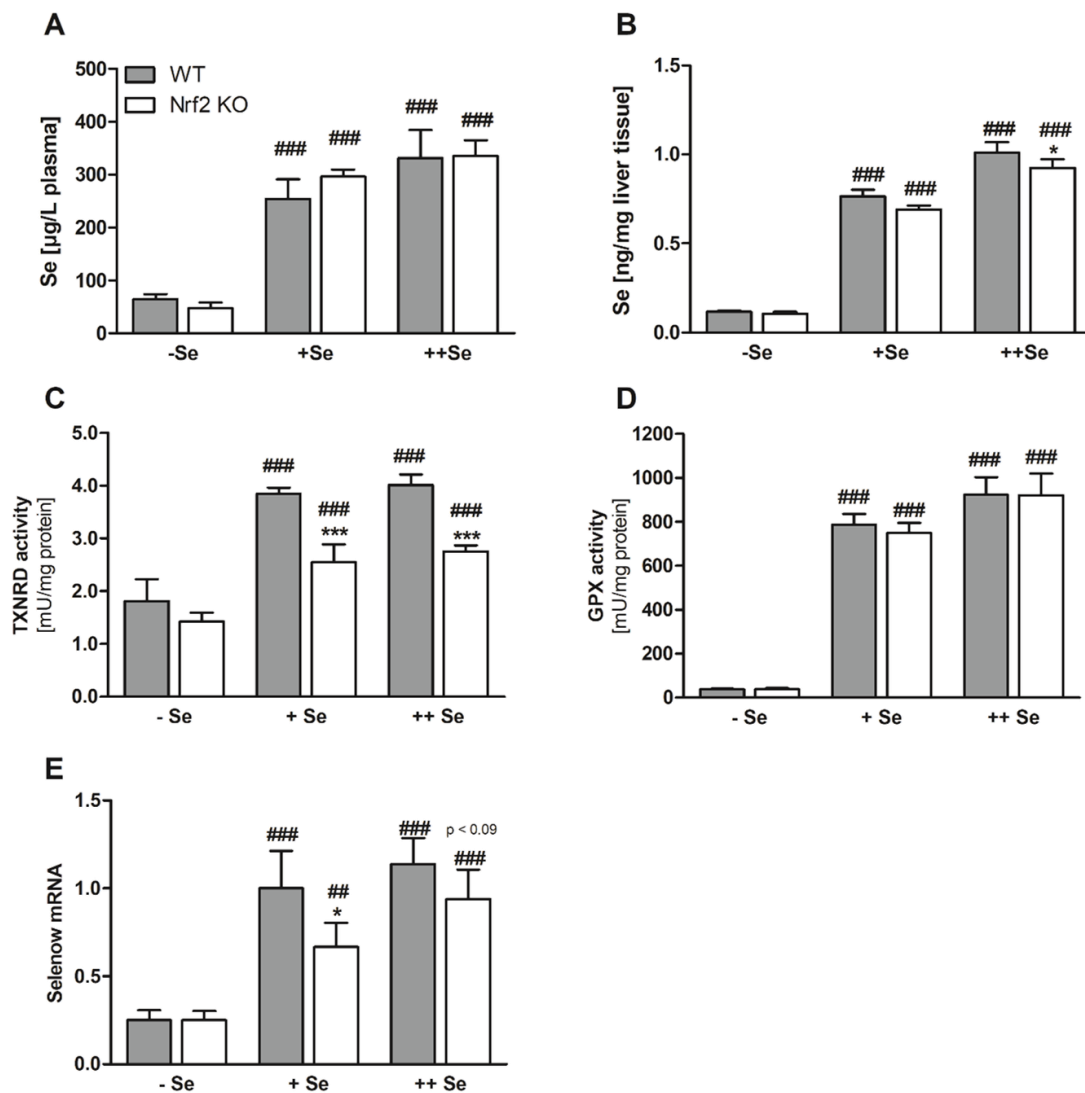 A
Se [µg/L plasma]
500
400
300
200
100
0
WT
Nrf2 KO
###
###
###
###
-Se
+Se
++Se
B
Se [ng/mg liver tissue]
1.5
1.0
0.5
0.0
###
###
###
###
*
-Se
+Se
++Se
C
TXNRD activity
[mU/mg protein]
5.0
4.0
3.0
2.0
1.0
0.0
###
###
***
###
###
***
- Se
+ Se
++ Se
D
GPX activity
[mU/mg protein]
1200
1000
800
600
400
200
0
###
###
###
###
- Se
+ Se
++ Se
E
Selenow mRNA
1.5
1.0
0.5
0.0
###
##
*
###
p < 0.09
###
- Se
+ Se
++ Se